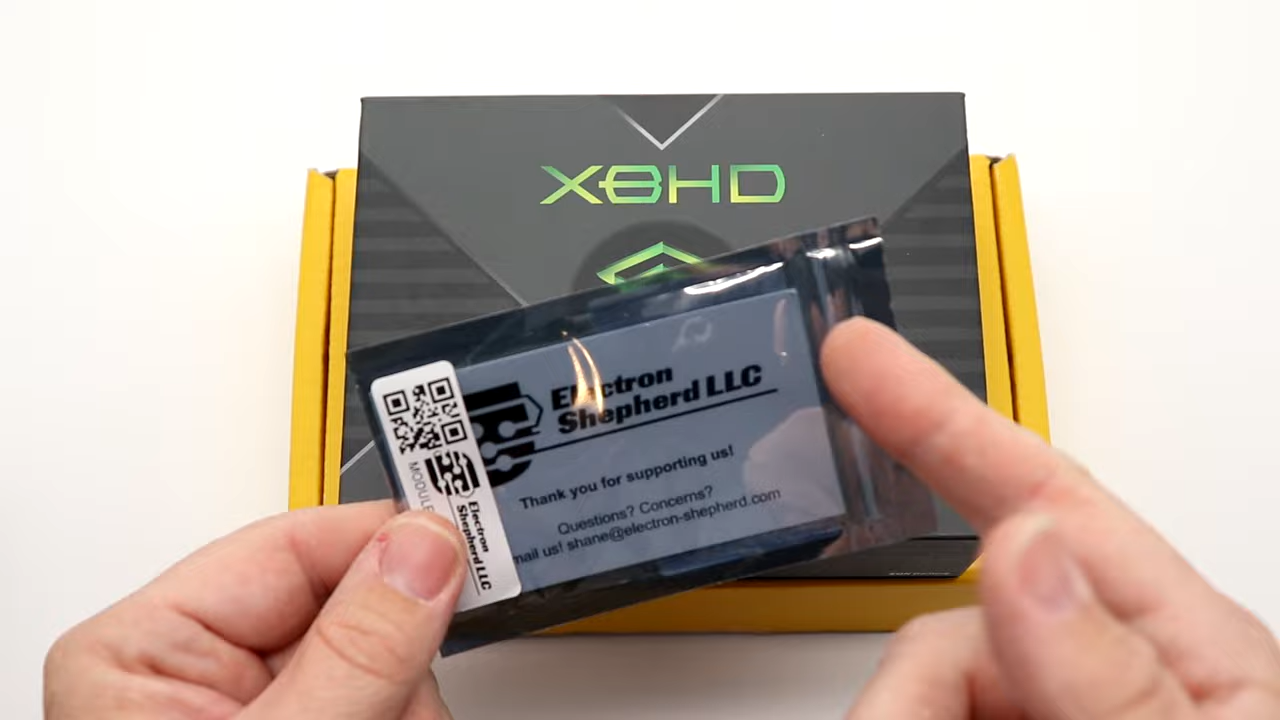 X8HD
Electron
Shepherd LLC
Thank you for supporting us!
Questions? Concerns?
mail us! shane@electron-shepherd.com
MODULE
Electron
Shepherd LLC